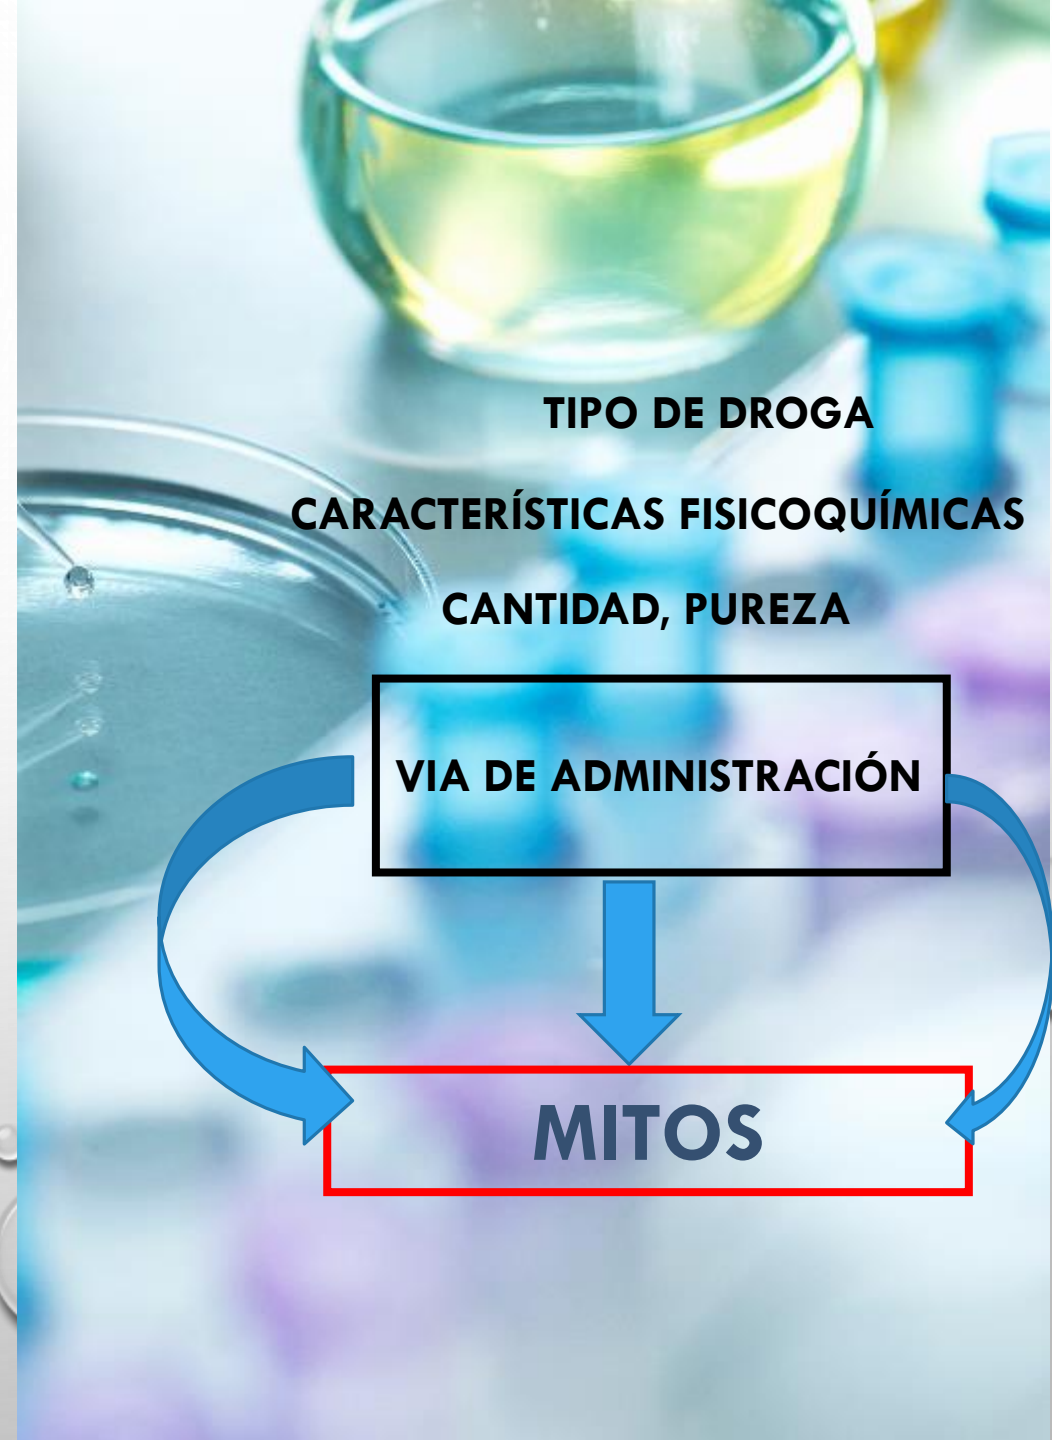 TIPO DE DROGA
CARACTERÍSTICAS FISICOQUÍMICAS
CANTIDAD, PUREZA
VIA DE ADMINISTRACIÓN
MITOS